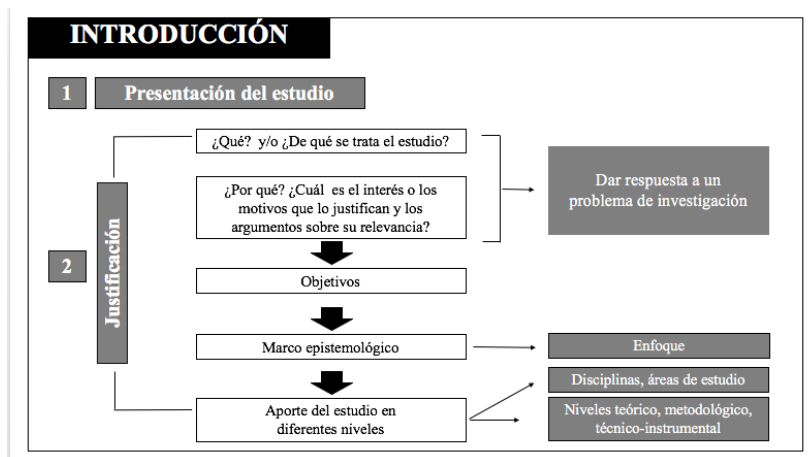 INTRODUCCIÓN
1
Presentación del estudio
¿Qué? y/o ¿De qué se trata el estudio?
¿Por qué? ¿Cuál es el interés o los
motivos que lo justifican y los
argumentos sobre su relevancia?
Dar respuesta a un
problema de investigación
2
Justificación
Objetivos
Marco epistemológico
Enfoque
Aporte del estudio en
diferentes niveles
Disciplinas, áreas de estudio
Niveles teórico, metodológico,
técnico-instrumental